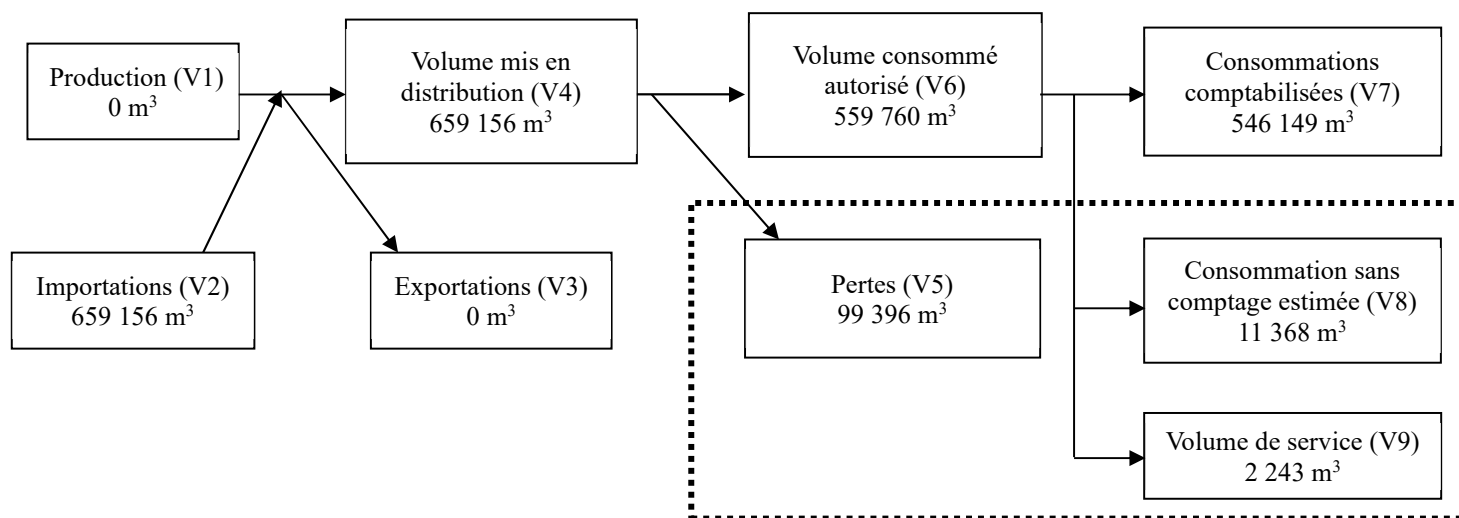 Production (V1)
0 m³
Volume mis en
distribution (V4)
659 156 m³
Volume consommé
autorisé (V6)
559 760 m³
Consommations
comptabilisées (V7)
546 149 m³
Importations (V2)
659 156 m³
Exportations (V3)
0 m³
Pertes (V5)
99 396 m³
Consommation sans
comptage estimée (V8)
11 368 m³
Volume de service (V9)
2 243 m³